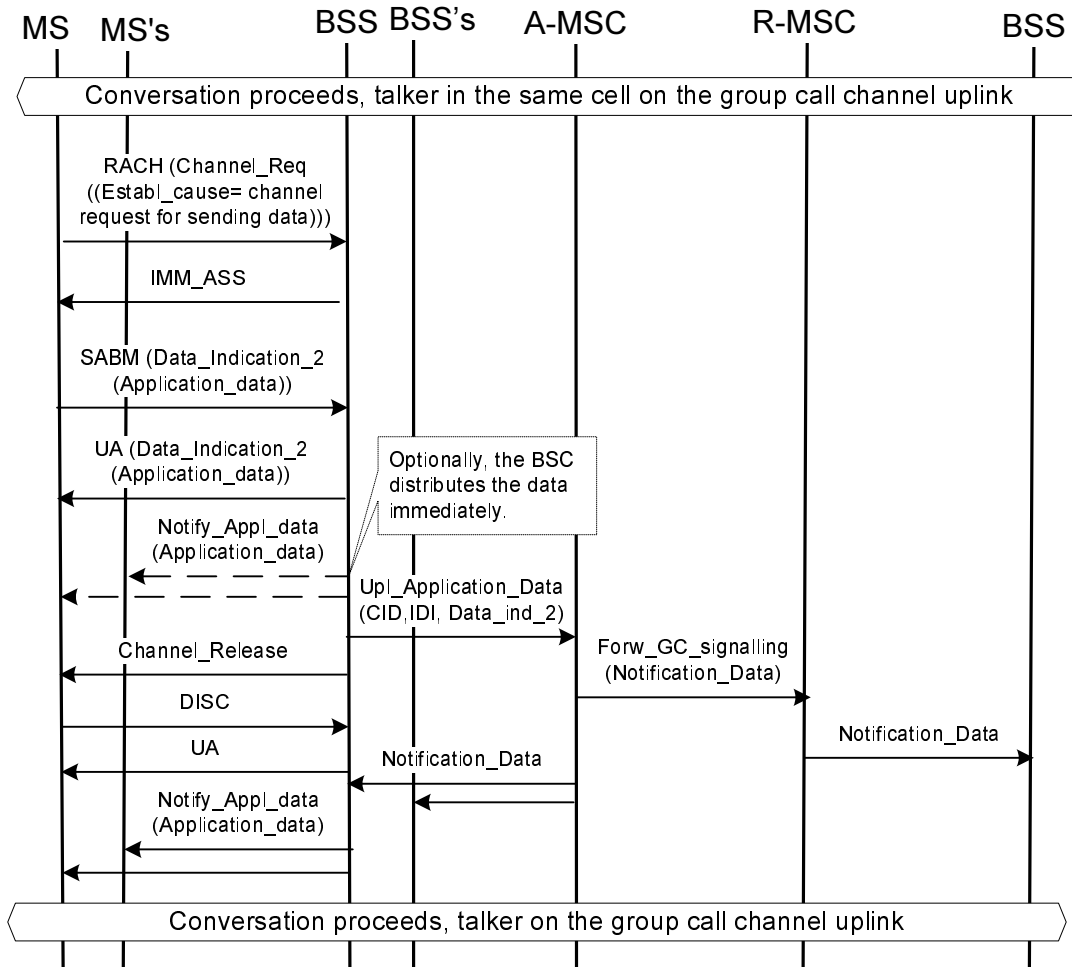 MS MS's BSS BSS's A-MSC R-MSC BSS
Conversation proceeds, talker in the same cell on the group call channel uplink
RACH (Channel_Req
((Establ_cause= channel
request for sending data)))
IMM_ASS
SABM (Data_Indication_2
(Application_data))
UA (Data_Indication_2
(Application_data))
Optionally, the BSC
distributes the data
immediately.
Notify_Appl_data
(Application_data)
Upl_Application_Data
(CID,IDI, Data_ind_2)
Channel_Release
Forw_GC_signalling
(Notification_Data)
DISC
Notification_Data
UA
Notification_Data
Notify_Appl_data
(Application_data)
Conversation proceeds, talker on the group call channel uplink